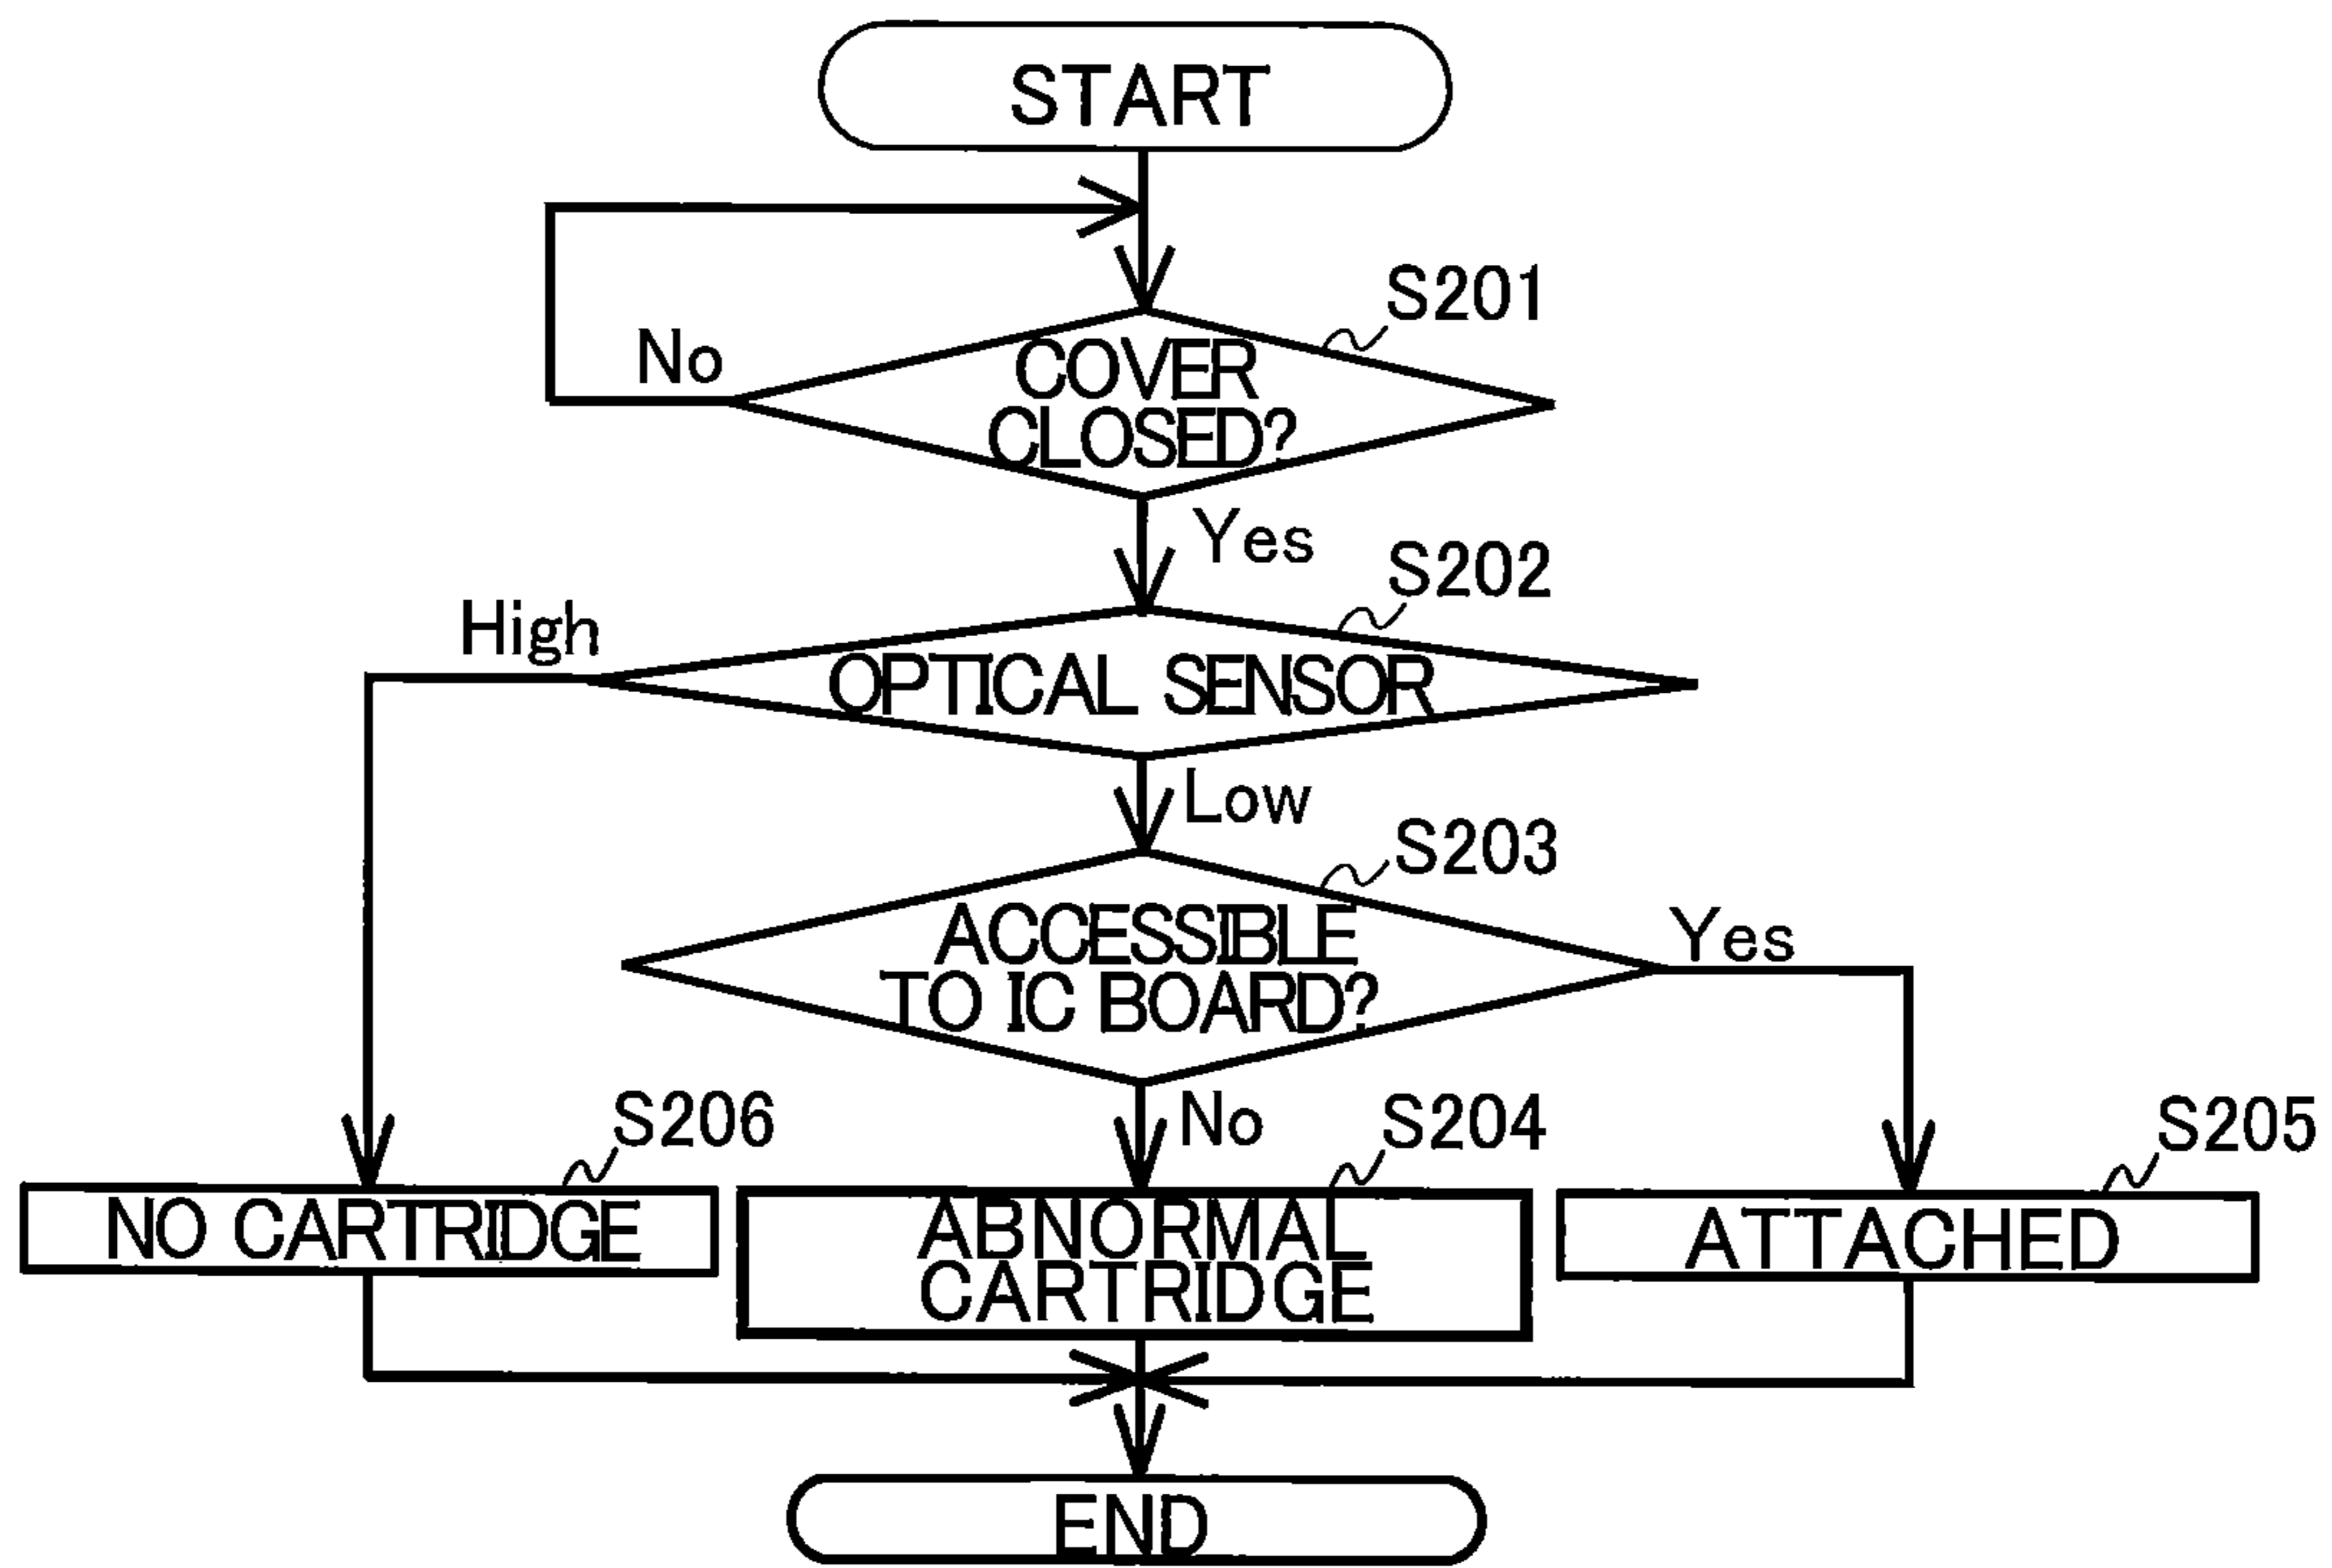 START
S201
No
COVER
CLOSED?
Yes
S202
High
OPTICAL SENSOR
Low
S203
ACCESSIBLE
TO IC BOARD?
Yes
No
S206
S204
S205
NO CARTRIDGE
ABNORMAL
CARTRIDGE
ATTACHED
END